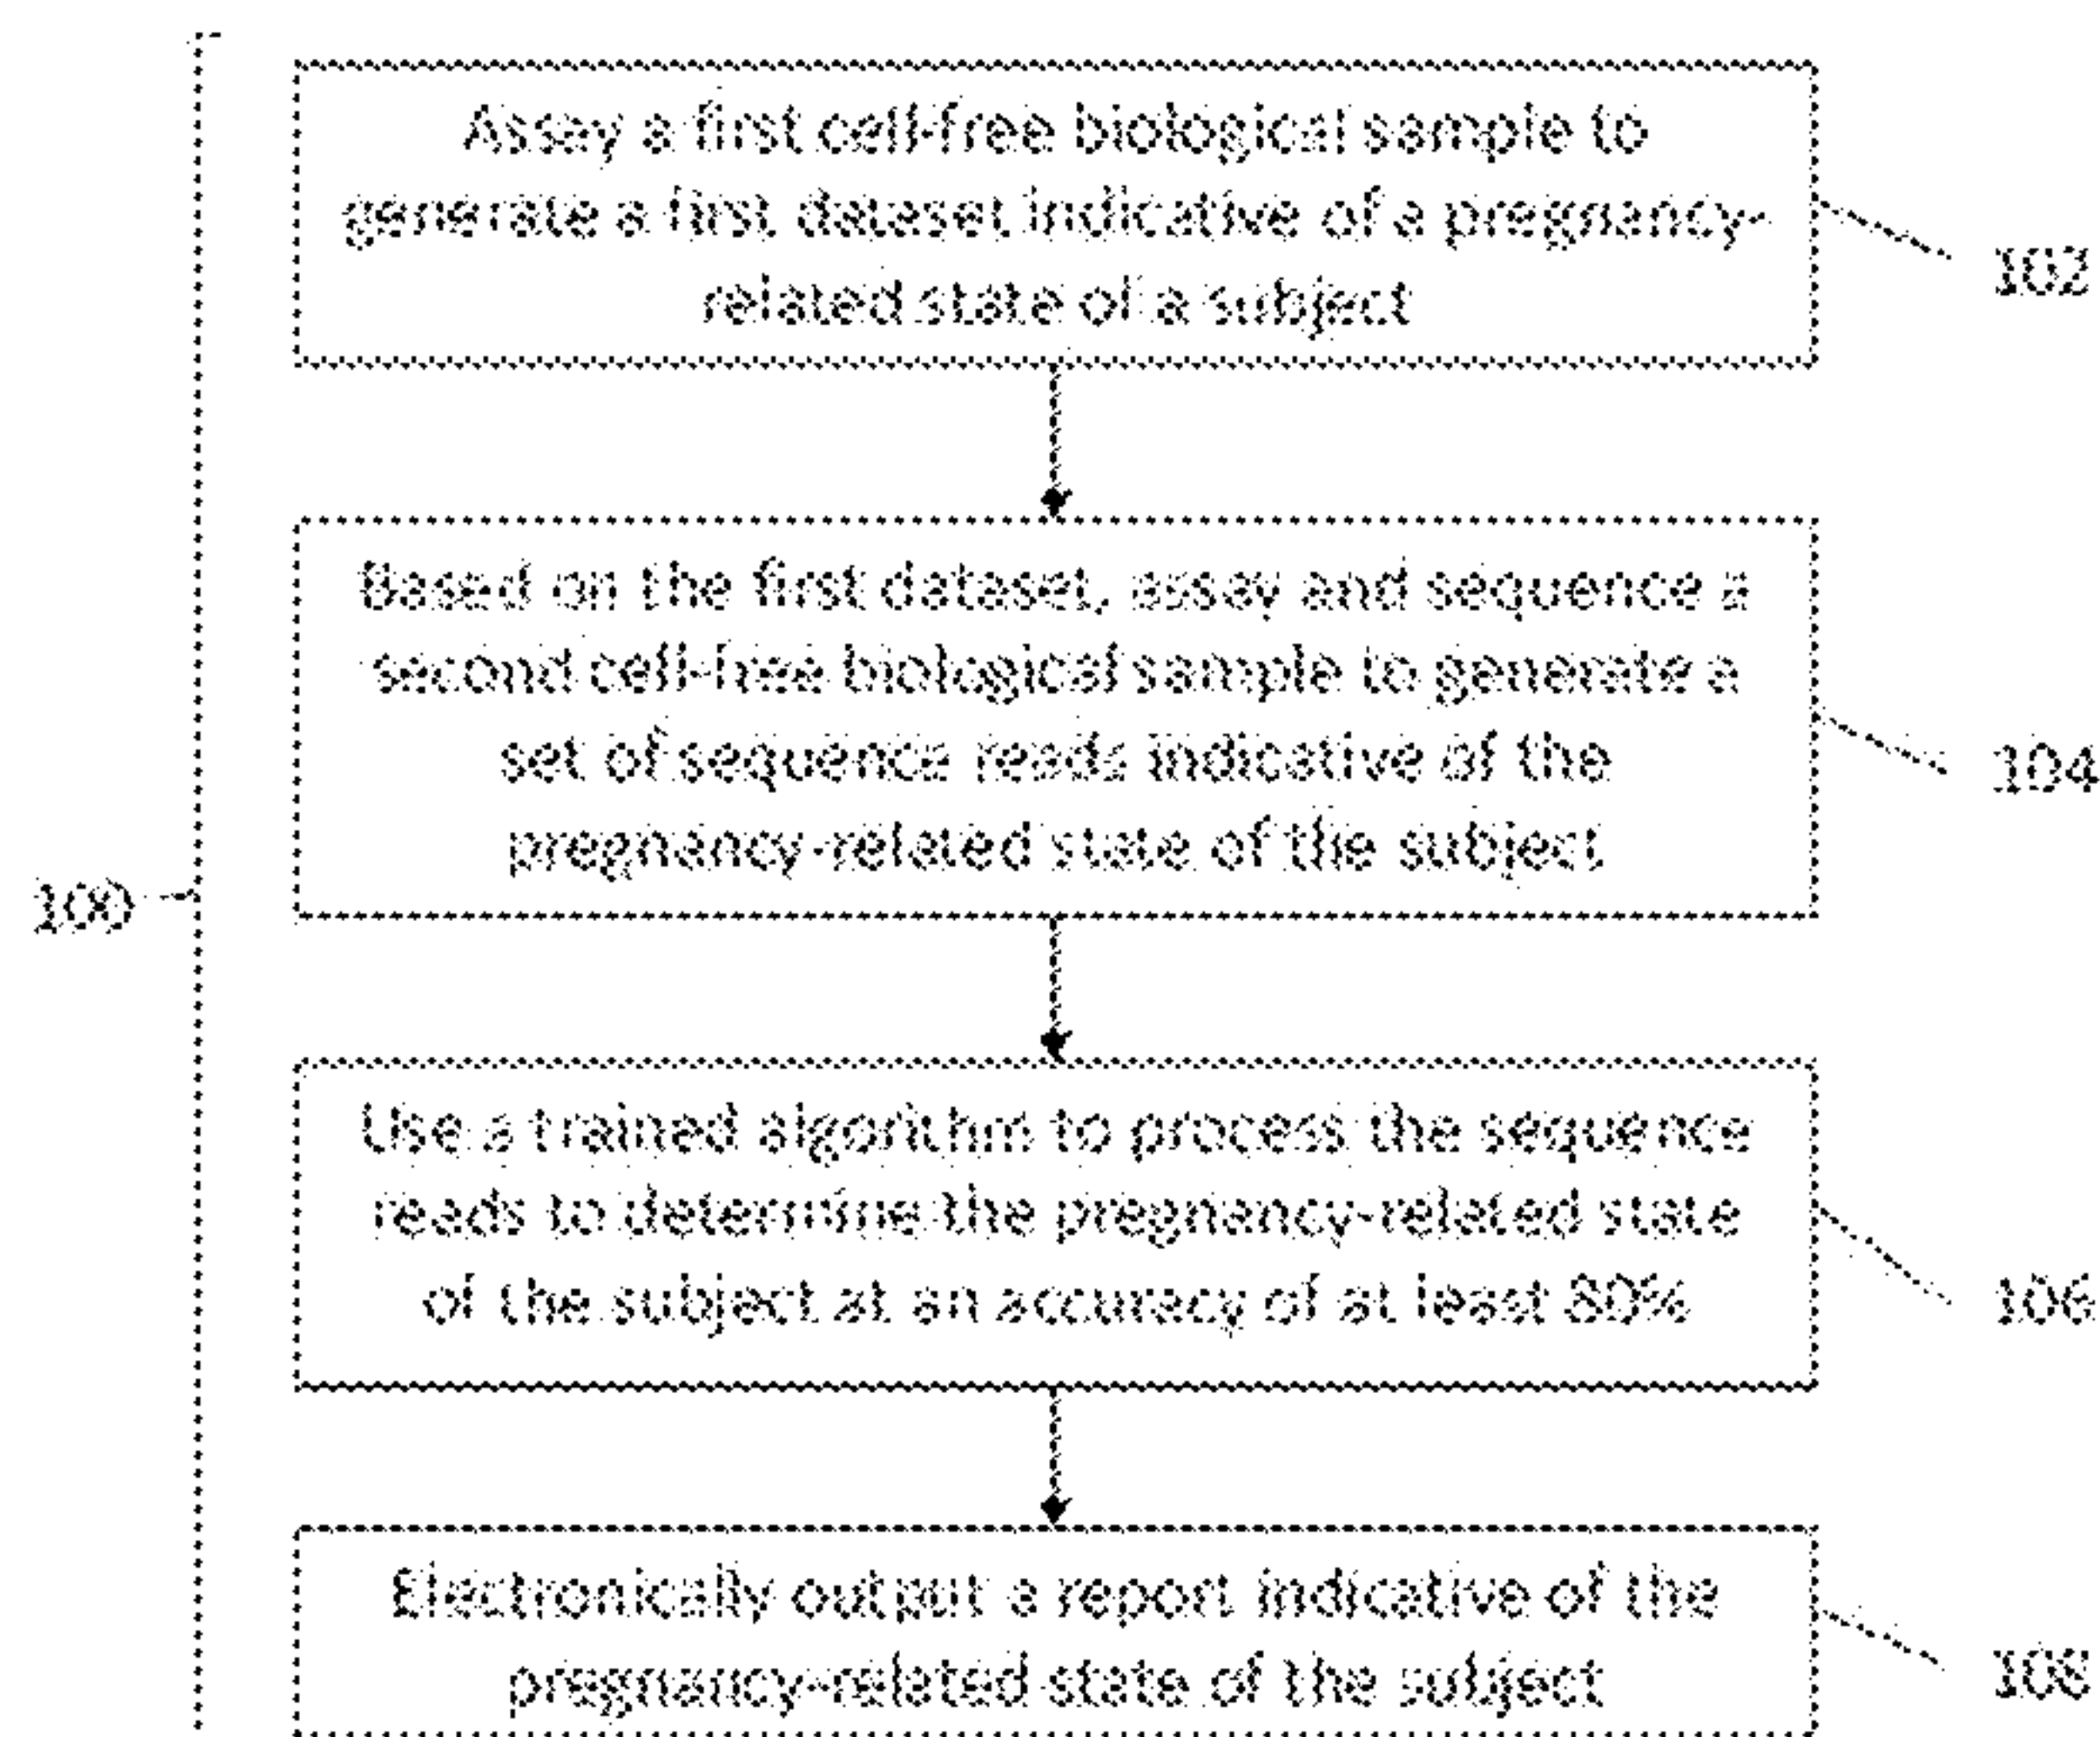 Assay a first cell-free biological sample to
generate a first dataset indicative of a pregnancy-
related state of a subject
102
Based on the first dataset, assay and sequence a
second cell-free biological sample to generate a
set of sequence reads indicative of the
pregnancy-related state of the subject
104
100
Use a trained algorithm to process the sequence
reads to determine the pregnancy-related state
of the subject at an accuracy of at least 80%
106
Electronically output a report indicative of the
pregnancy-related state of the subject
108